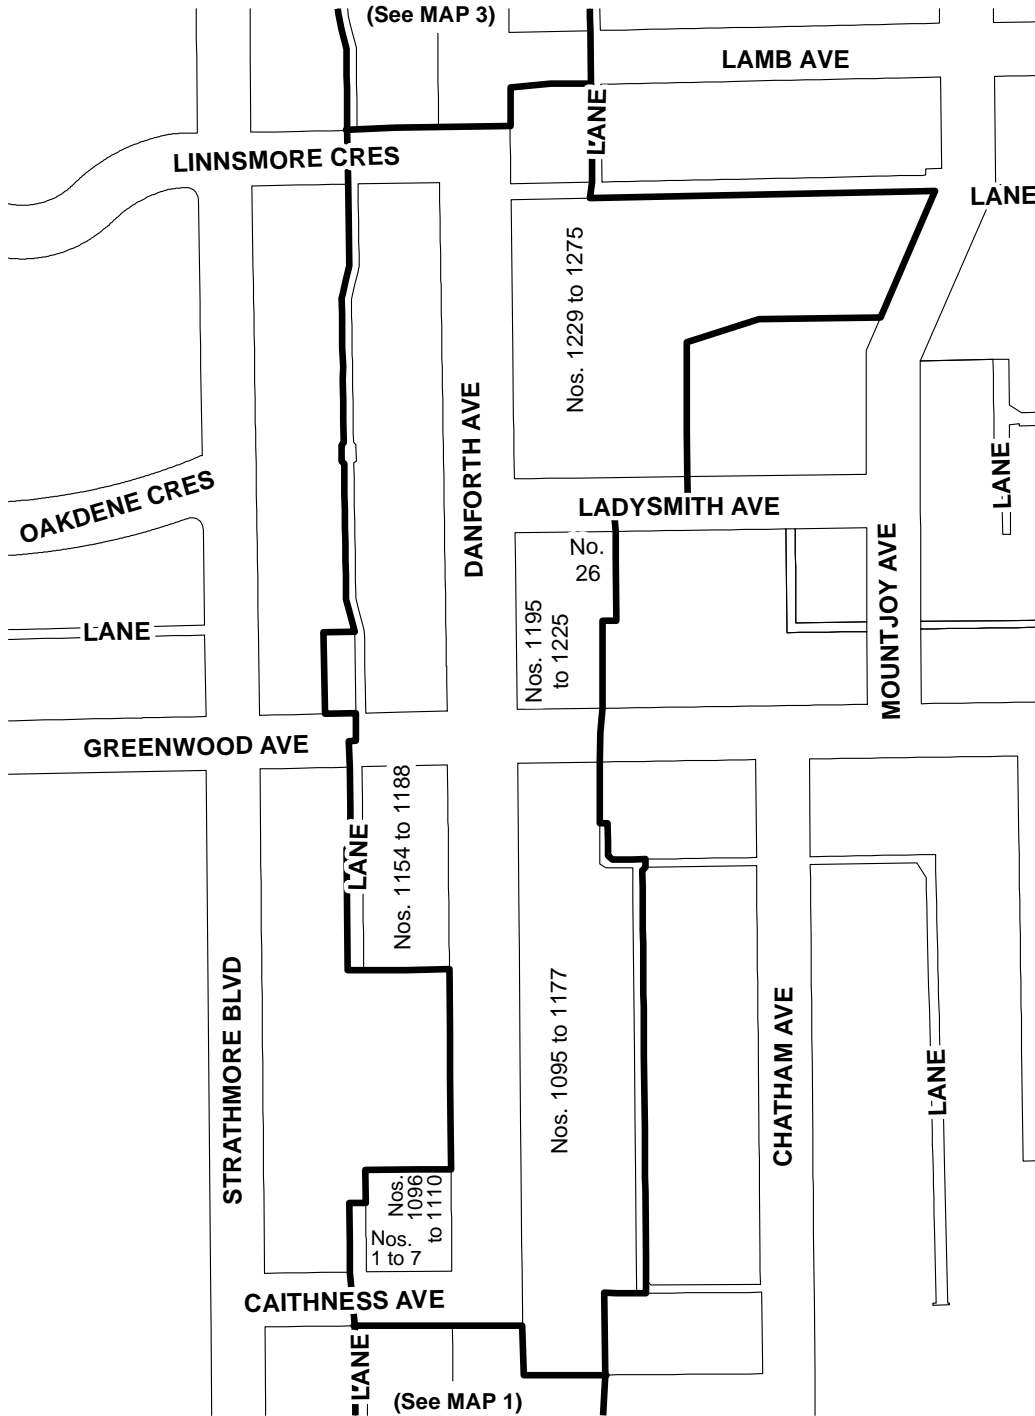 (See MAP 3)
LAMB AVE
LANE
LINNSMORE CRES
LANE
Nos. 1229 to 1275
DANFORTH AVE
LANE
OAKDENE CRES
LADYSMITH AVE
No.
26
MOUNTJOY AVE
Nos. 1195
to 1225
LANE
GREENWOOD AVE
LANE
Nos. 1154 to 1188
STRATHMORE BLVD
Nos. 1095 to 1177
CHATHAM AVE
LANE
Nos.
1096
to 1110
Nos.
1 to 7
CAITHNESS AVE
LANE
(See MAP 1)